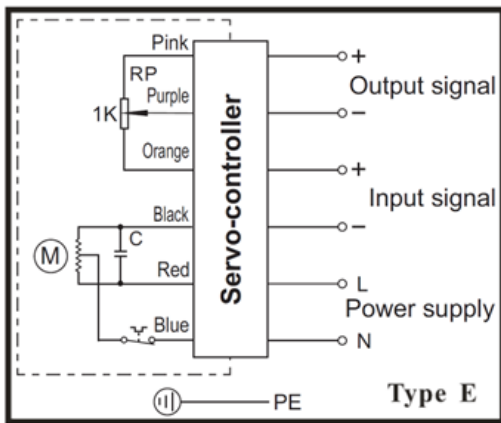 Pink
RP
1K
Purple
Orange
Black
C
M
Red
Blue
Servo-controller
+
Output signal
−
+
Input signal
−
L
Power supply
N
PE
Type E